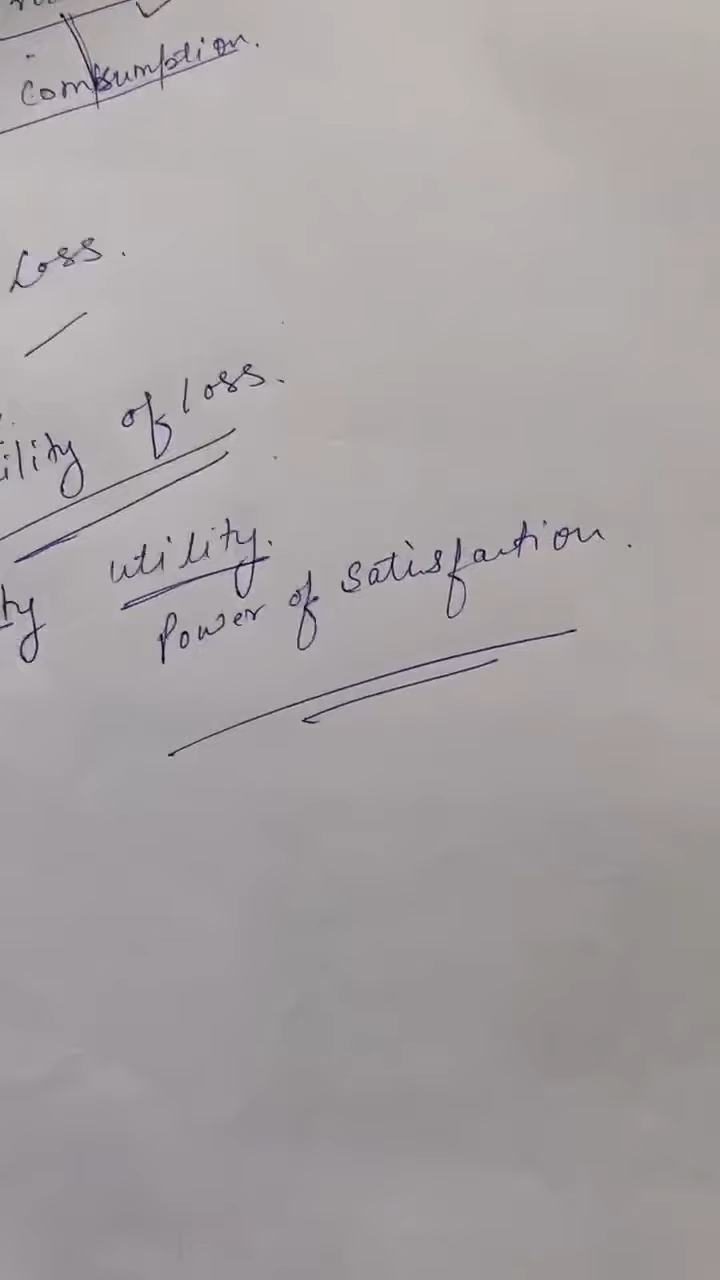 consumption.
Loss.
ility of loss.
ty utility.
Power of satisfaction.